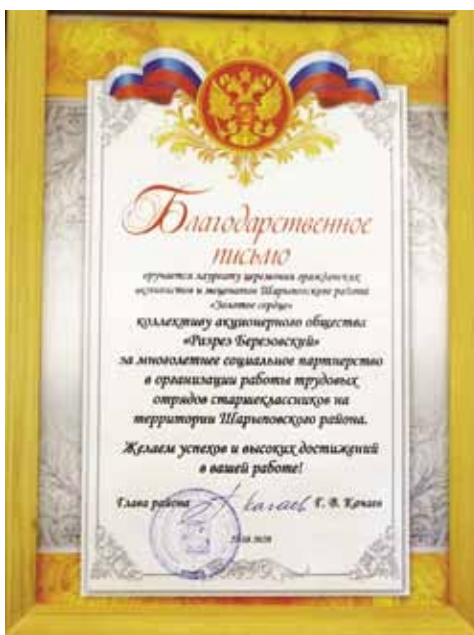 Благодарственное
письмо
вручается лауреату церемонии гражданских
активистов и меценатов Шарыповского района
«Золотое сердце»
коллективу акционерного общества
«Разрез Березовский»
за многолетнее социальное партнерство
в организации работы трудовых
отрядов старшеклассников на
территории Шарыповского района.
Желаем успехов и высоких достижений
в вашей работе!
Глава района Г. В. Качаев
2020